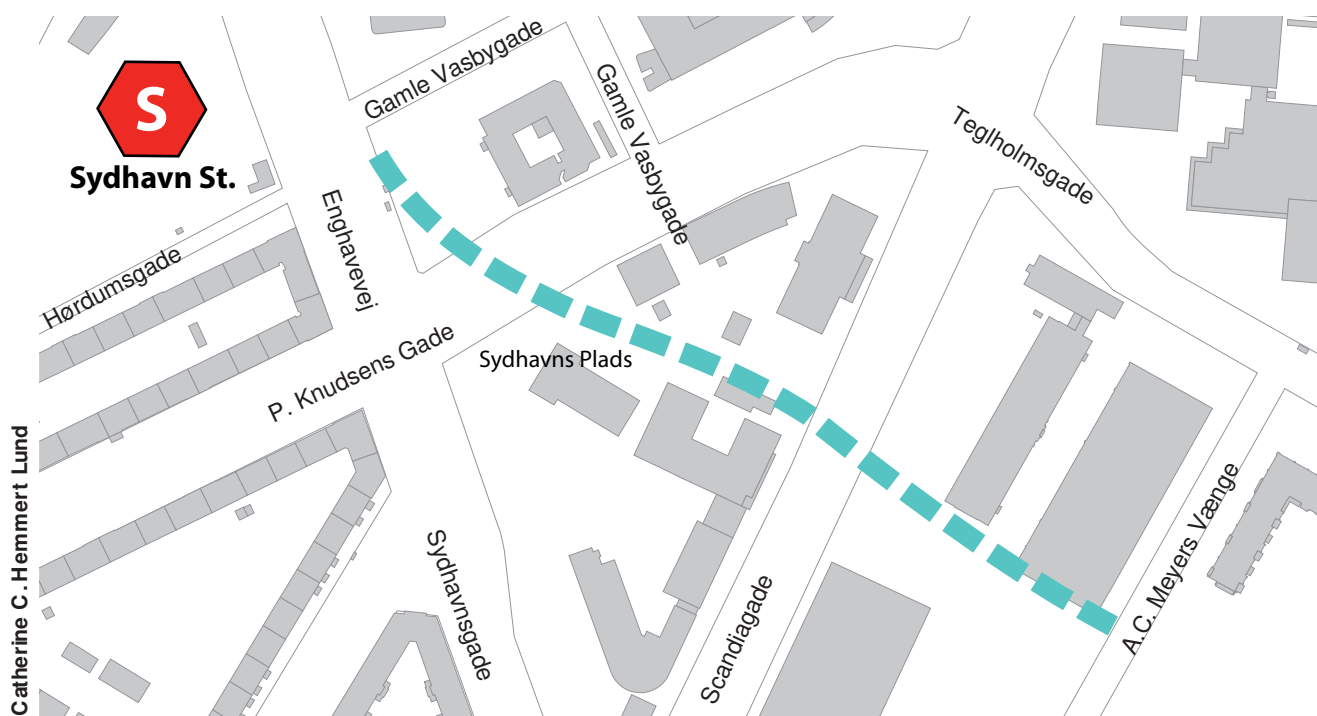 S
Sydhavn St.
Gamle Vasbygade
Gamle Vasbygade
Teglholmsgade
Enghavevej
Hørdumsgade
P. Knudsens Gade
Sydhavns Plads
Sydhavnsgade
Scandiagade
A.C. Meyers Vænge
Catherine C. Hemmert Lund